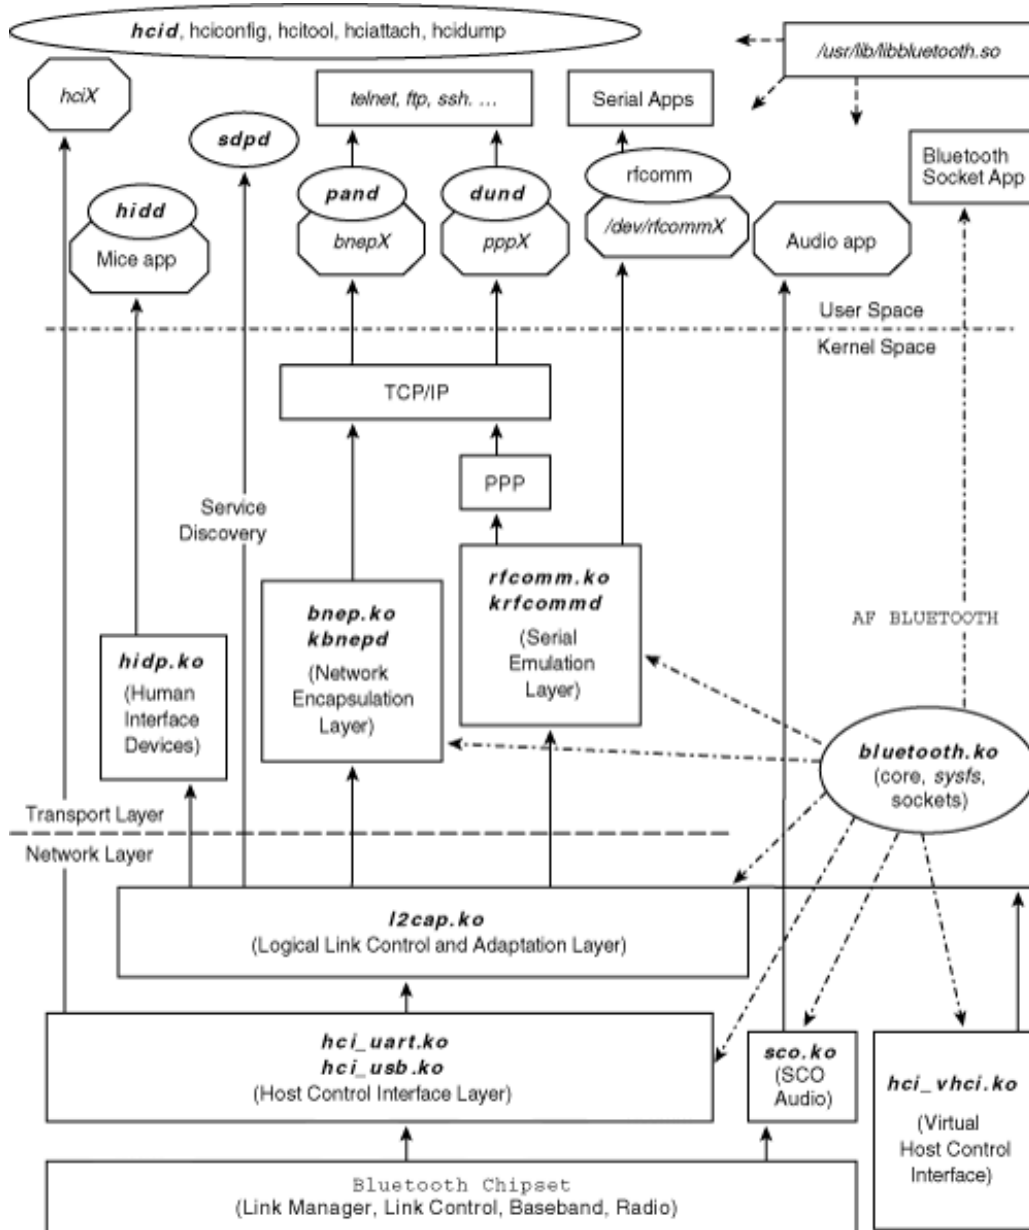 hcid, hciconfig, hcitool, hciattach, hcidump
/usr/lib/libbluetooth.so
hciX
telnet, ftp, ssh. ...
Serial Apps
sdpd
Bluetooth
Socket App
pand
dund
rfcomm
hidd
bnepX
pppX
/dev/rfcommX
Mice app
Audio app
User Space
Kernel Space
TCP/IP
PPP
Service
Discovery
rfcomm.ko
krfcommd
(Serial
Emulation
Layer)
bnep.ko
kbnepd
(Network
Encapsulation
Layer)
AF BLUETOOTH
hidp.ko
(Human
Interface
Devices)
bluetooth.ko
(core, sysfs,
sockets)
Transport Layer
Network Layer
l2cap.ko
(Logical Link Control and Adaptation Layer)
hci_uart.ko
hci_usb.ko
(Host Control Interface Layer)
sco.ko
(SCO
Audio)
hci_vhci.ko
(Virtual
Host Control
Interface)
Bluetooth Chipset
(Link Manager, Link Control, Baseband, Radio)